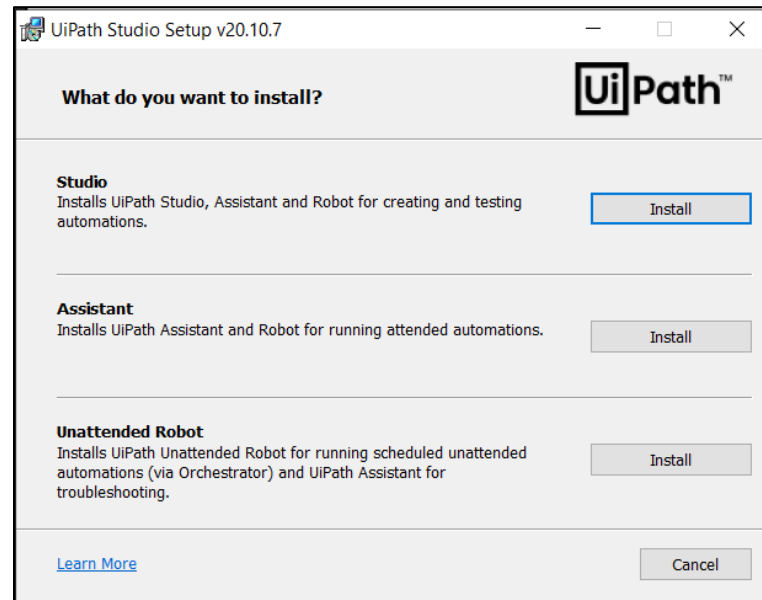 UiPath Studio Setup v20.10.7
What do you want to install?
UiPath™
Studio
Installs UiPath Studio, Assistant and Robot for creating and testing
automations.
Install
Assistant
Installs UiPath Assistant and Robot for running attended automations.
Install
Unattended Robot
Installs UiPath Unattended Robot for running scheduled unattended
automations (via Orchestrator) and UiPath Assistant for
troubleshooting.
Install
Learn More
Cancel